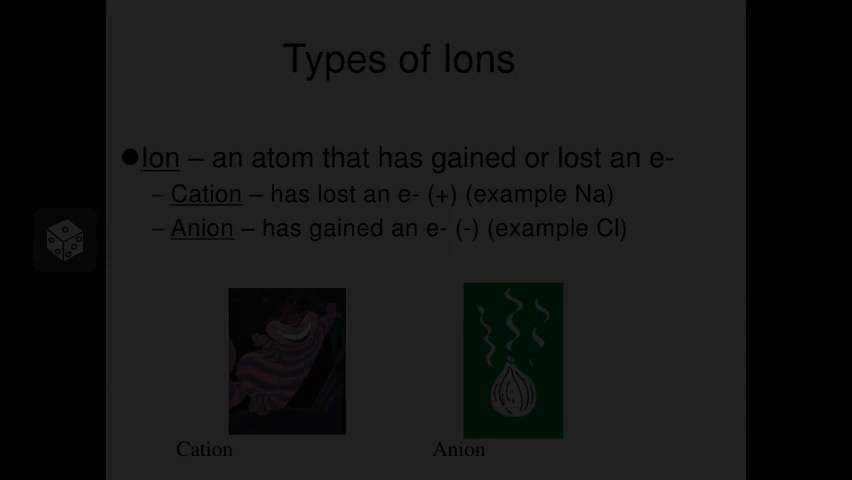 Types of Ions
●Ion – an atom that has gained or lost an e-
– Cation – has lost an e- (+) (example Na)
– Anion – has gained an e- (-) (example Cl)
Cation
Anion